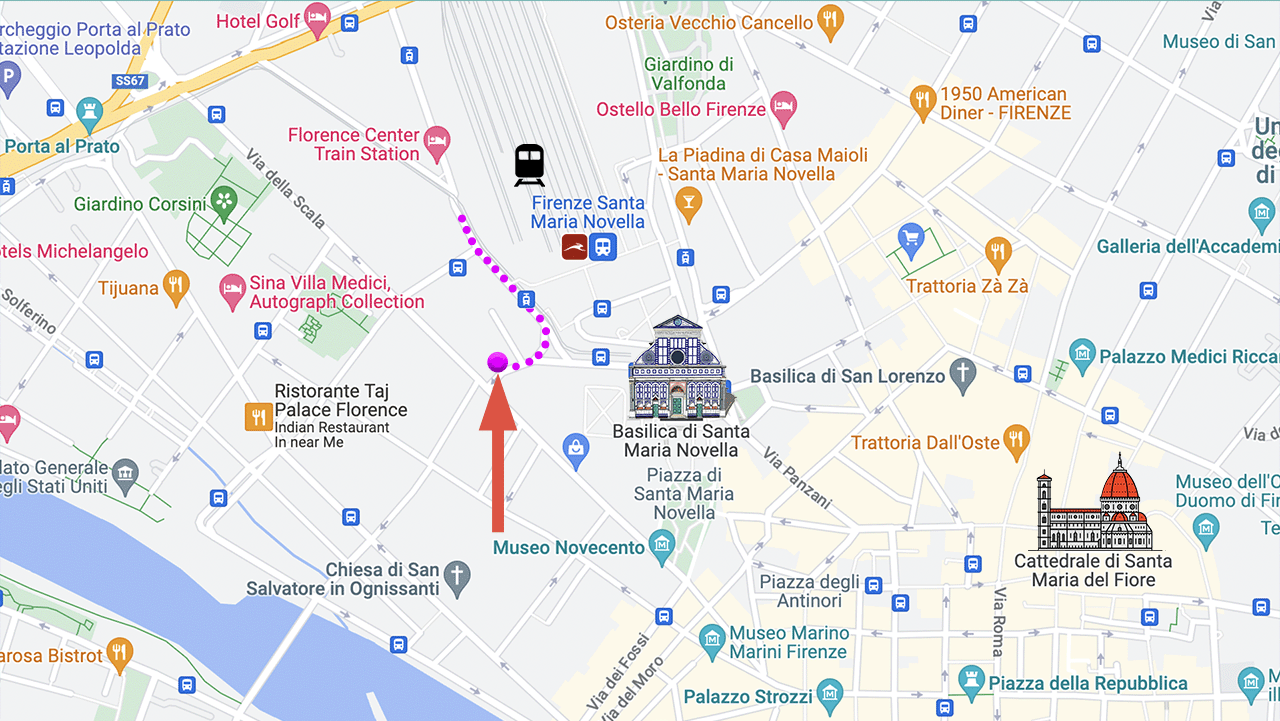 rcheggio Porta al Prato
tazione Leopolda
Hotel Golf
Osteria Vecchio Cancello
Via
Museo di San
SS67
P
Giardino di
Valfonda
Ostello Bello Firenze
1950 American
Diner - FIRENZE
Porta al Prato
Florence Center
Train Station
Via della Scala
La Piadina di Casa Maioli
- Santa Maria Novella
Un
deg
di
Giardino Corsini
Firenze Santa
Maria Novella
otels Michelangelo
Galleria dell'Accademi
Tijuana
Sina Villa Medici,
Autograph Collection
Trattoria Zà Zà
Solferino
Palazzo Medici Riccar
Basilica di San Lorenzo
Ristorante Taj
Palace Florence
Indian Restaurant
In near Me
Basilica di Santa
Maria Novella
Trattoria Dall'Oste
Via d
lato Generale
egli Stati Uniti
Via Panzani
Piazza di
Santa Maria
Novella
Museo dell'O
Duomo di Fir
Te
Museo Novecento
Cattedrale di Santa
Maria del Fiore
Chiesa di San
Salvatore in Ognissanti
Piazza degli
Antinori
Via Roma
Museo Marino
Marini Firenze
Via dei Fossi
Via del Moro
arosa Bistrot
Palazzo Strozzi
Piazza della Repubblica
M
ill